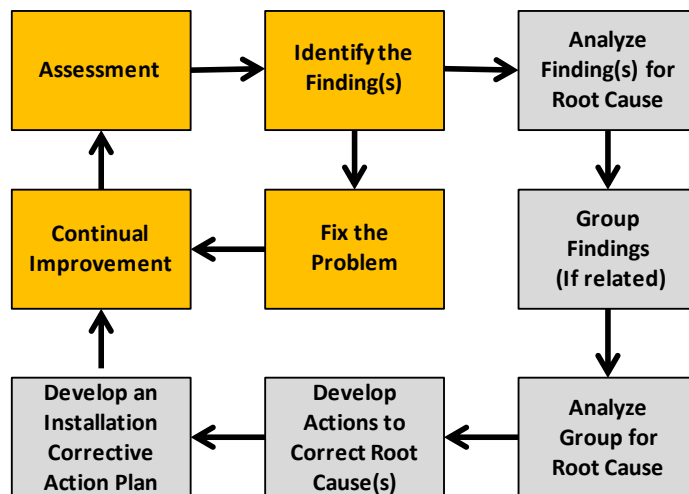 Assessment
Identify the
Finding(s)
Analyze
Finding(s) for
Root Cause
Continual
Improvement
Fix the
Problem
Group
Findings
(If related)
Develop an
Installation
Corrective
Action Plan
Develop
Actions to
Correct Root
Cause(s)
Analyze
Group for
Root Cause